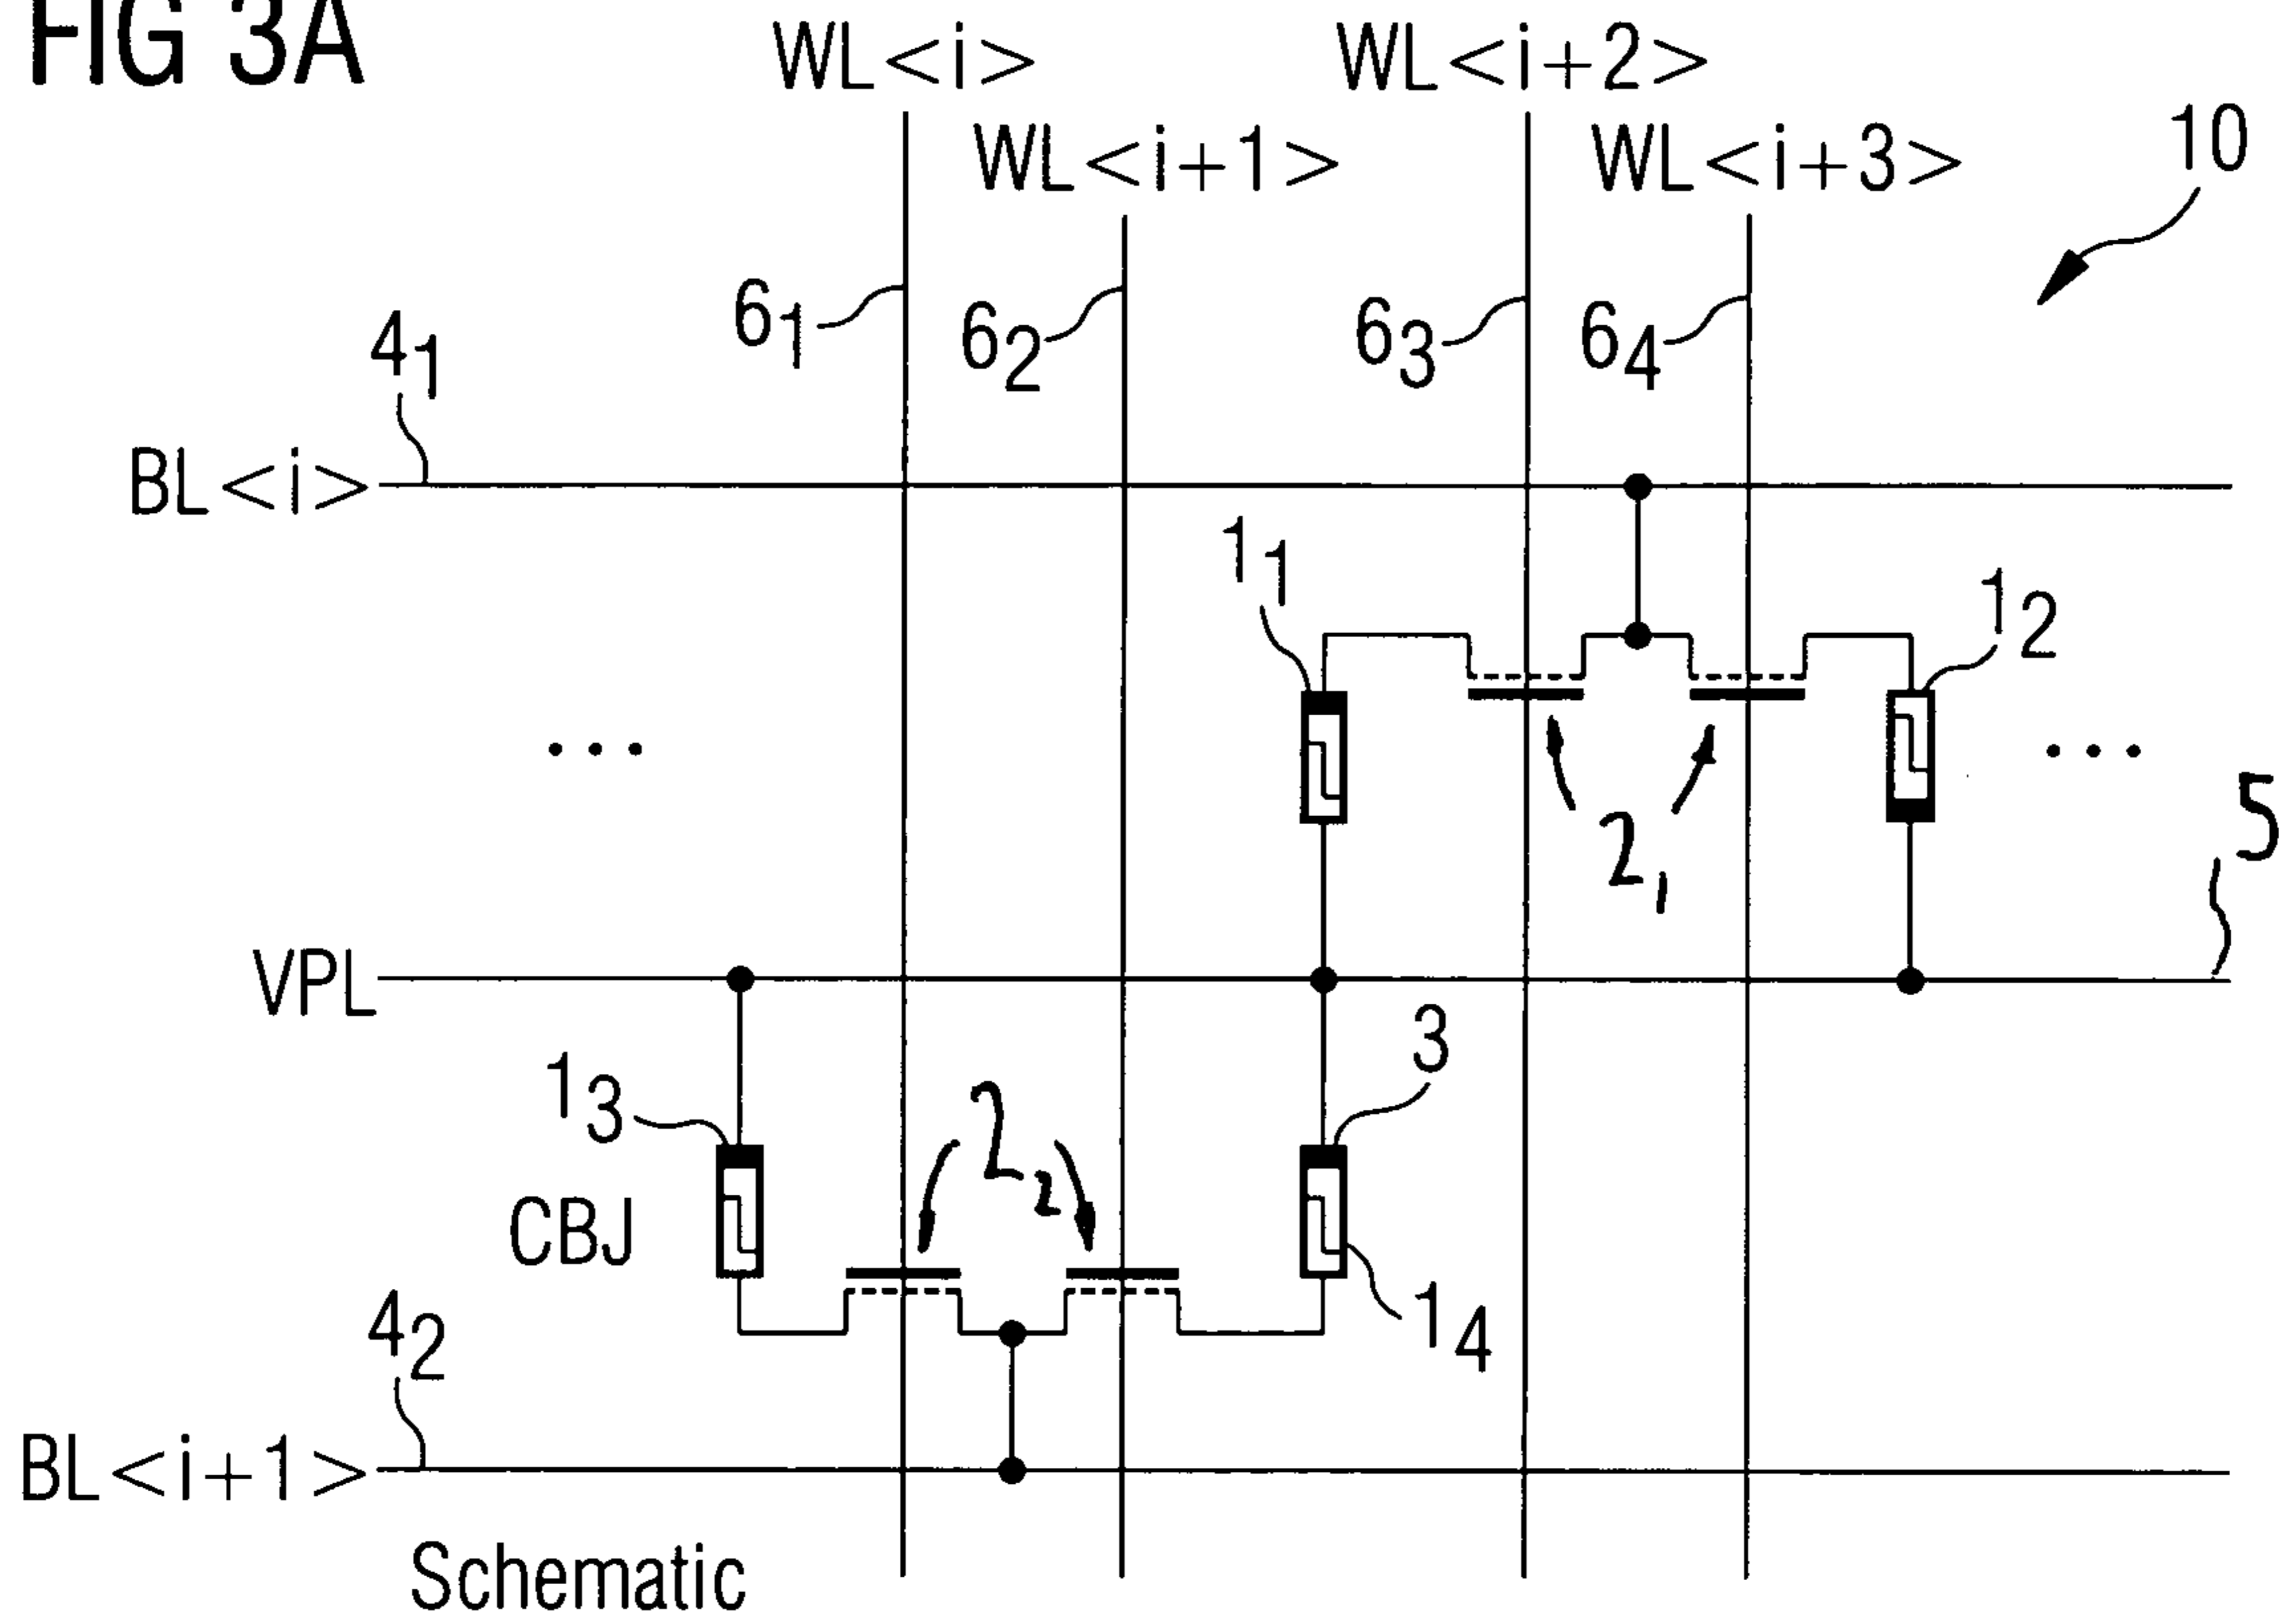 FIG 3A
WL<i>
WL<i+2>
WL<i+1>
WL<i+3>
10
6₁
6₂
6₃
6₄
4₁
BL<i>
1₁
1₂
...
...
2₁
5
VPL
1₃
2₂
3
CBJ
1₄
4₂
BL<i+1>
Schematic